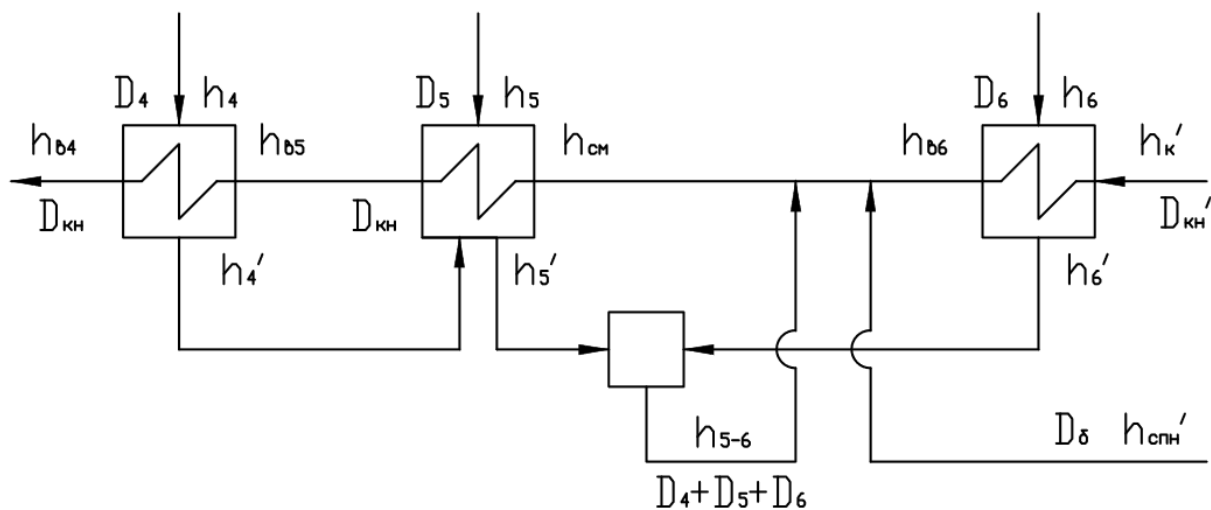 D₄ h₄ D₅ h₅ D₆ h₆
hв4 hв5 hсм hв6 hк′
Dкн Dкн Dкн′
h₄′ h₅′ h₆′
h₅₋₆ Dб hспн′
D₄+D₅+D₆